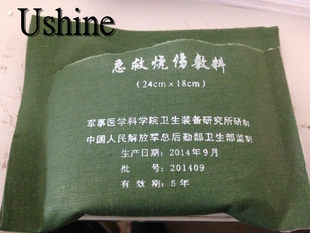 Ushine
急救烧伤敷料
(24cm×18cm)
军事医学科学院卫生装备研究所研制
中国人民解放军总后勤部卫生部监制
生产日期:2014年9月
批 号:201409
有 效 期:5年